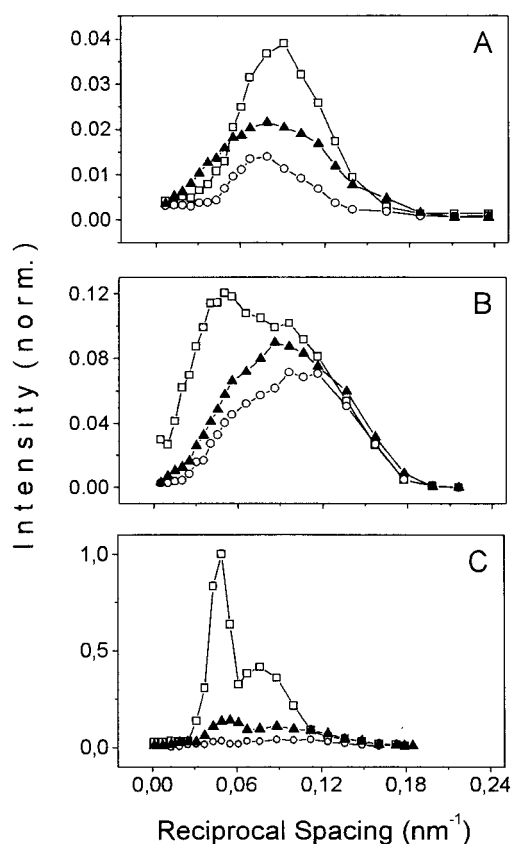 A
0.04
0.03
0.02
0.01
0.00
B
0.12
0.08
0.04
0.00
C
1,0
0,5
0,0
0,00 0,06 0,12 0,18 0,24
Intensity (norm.)
Reciprocal Spacing (nm⁻¹)